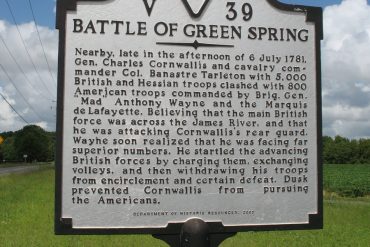 W 39
BATTLE OF GREEN SPRING
Nearby, late in the afternoon of 6 July 1781,
Gen. Charles Cornwallis and cavalry com-
mander Col. Banastre Tarleton with 5,000
British and Hessian troops clashed with 800
American troops commanded by Brig. Gen.
"Mad" Anthony Wayne and the Marquis
de Lafayette. Believing that the main British
force was across the James River, and that
he was attacking Cornwallis's rear guard,
Wayne soon realized that he was facing far
superior numbers. He startled the advancing
British forces by charging them, exchanging
volleys, and then withdrawing his troops
from encirclement and certain defeat. Dusk
prevented Cornwallis from pursuing
the Americans.
DEPARTMENT OF HISTORIC RESOURCES,